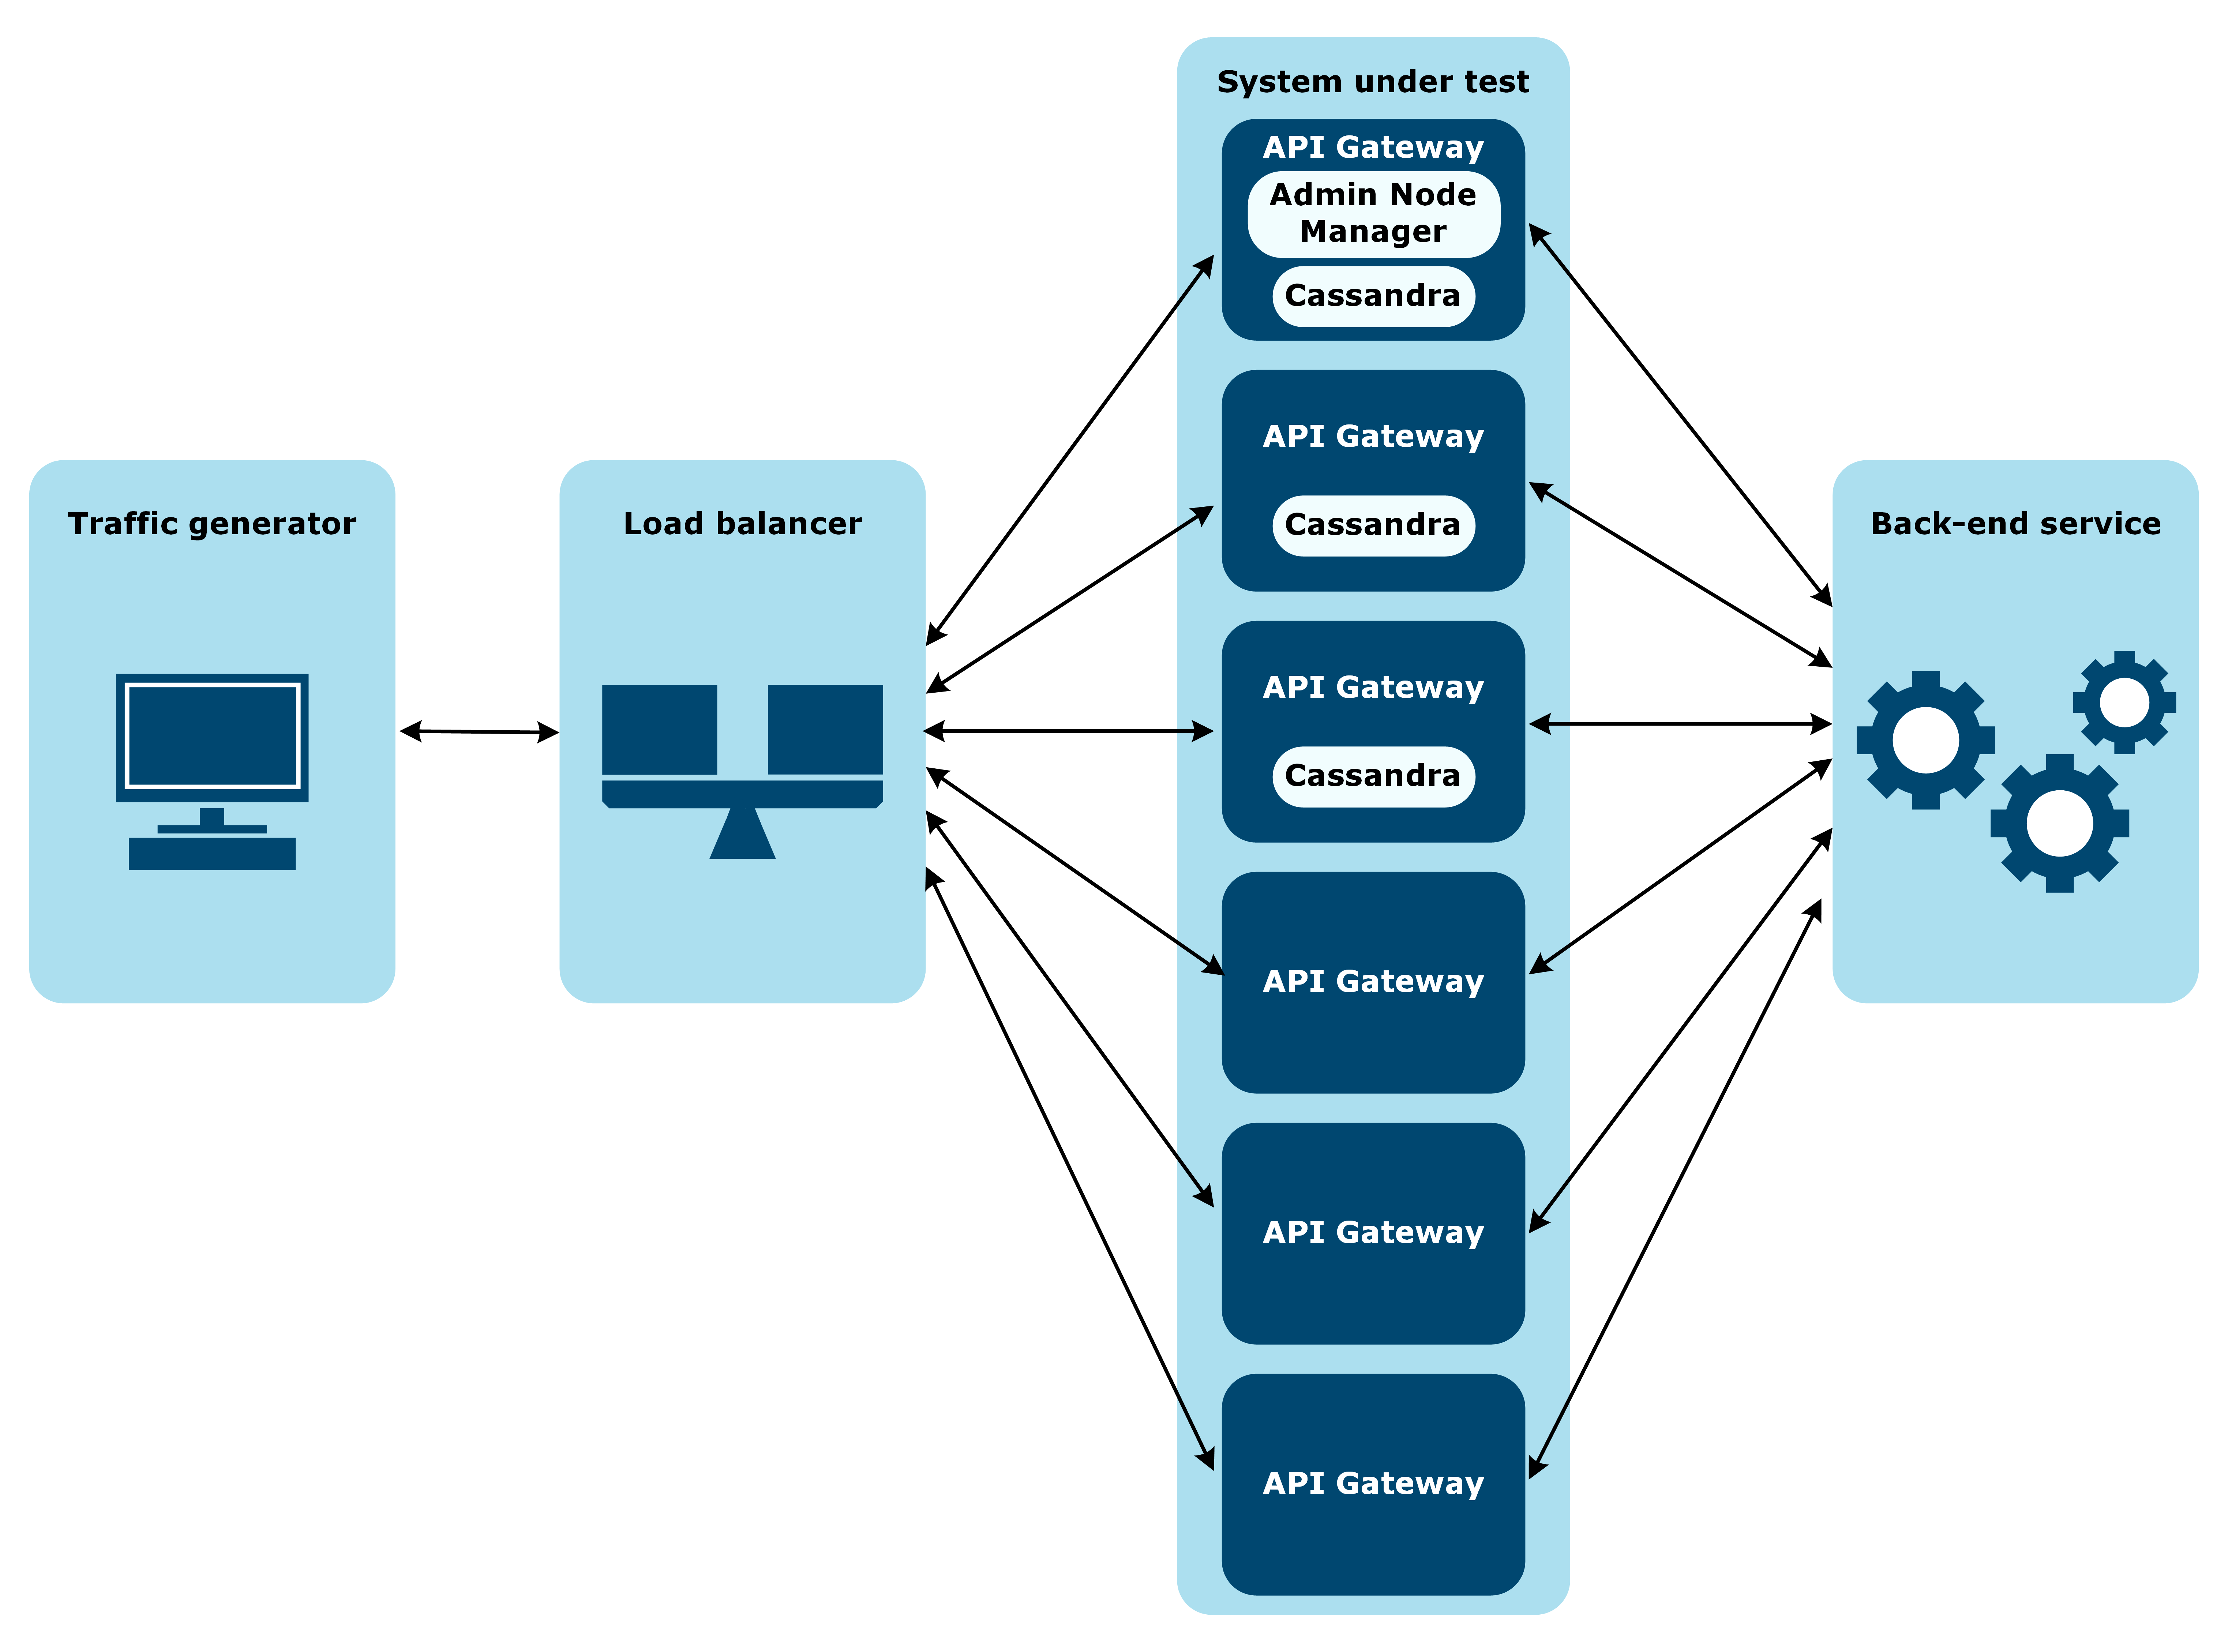 System under test
API Gateway
Admin Node
Manager
Cassandra
API Gateway
Cassandra
Traffic generator
Load balancer
Back-end service
API Gateway
Cassandra
API Gateway
API Gateway
API Gateway